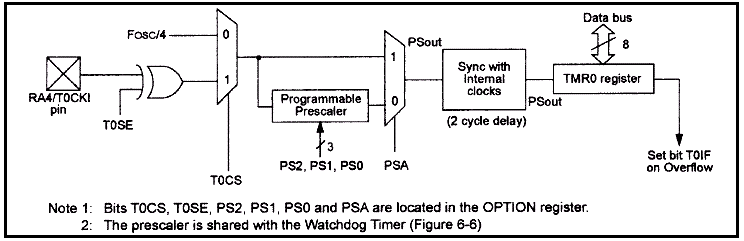 Data bus
Fosc/4
0
PSout
8
1
Sync with
Internal
clocks
TMR0 register
1
RA4/T0CKI
pin
Programmable
Prescaler
0
PSout
T0SE
(2 cycle delay)
3
PS2, PS1, PS0
PSA
Set bit T0IF
on Overflow
T0CS
Note 1: Bits T0CS, T0SE, PS2, PS1, PS0 and PSA are located in the OPTION register.
2: The prescaler is shared with the Watchdog Timer (Figure 6-6)